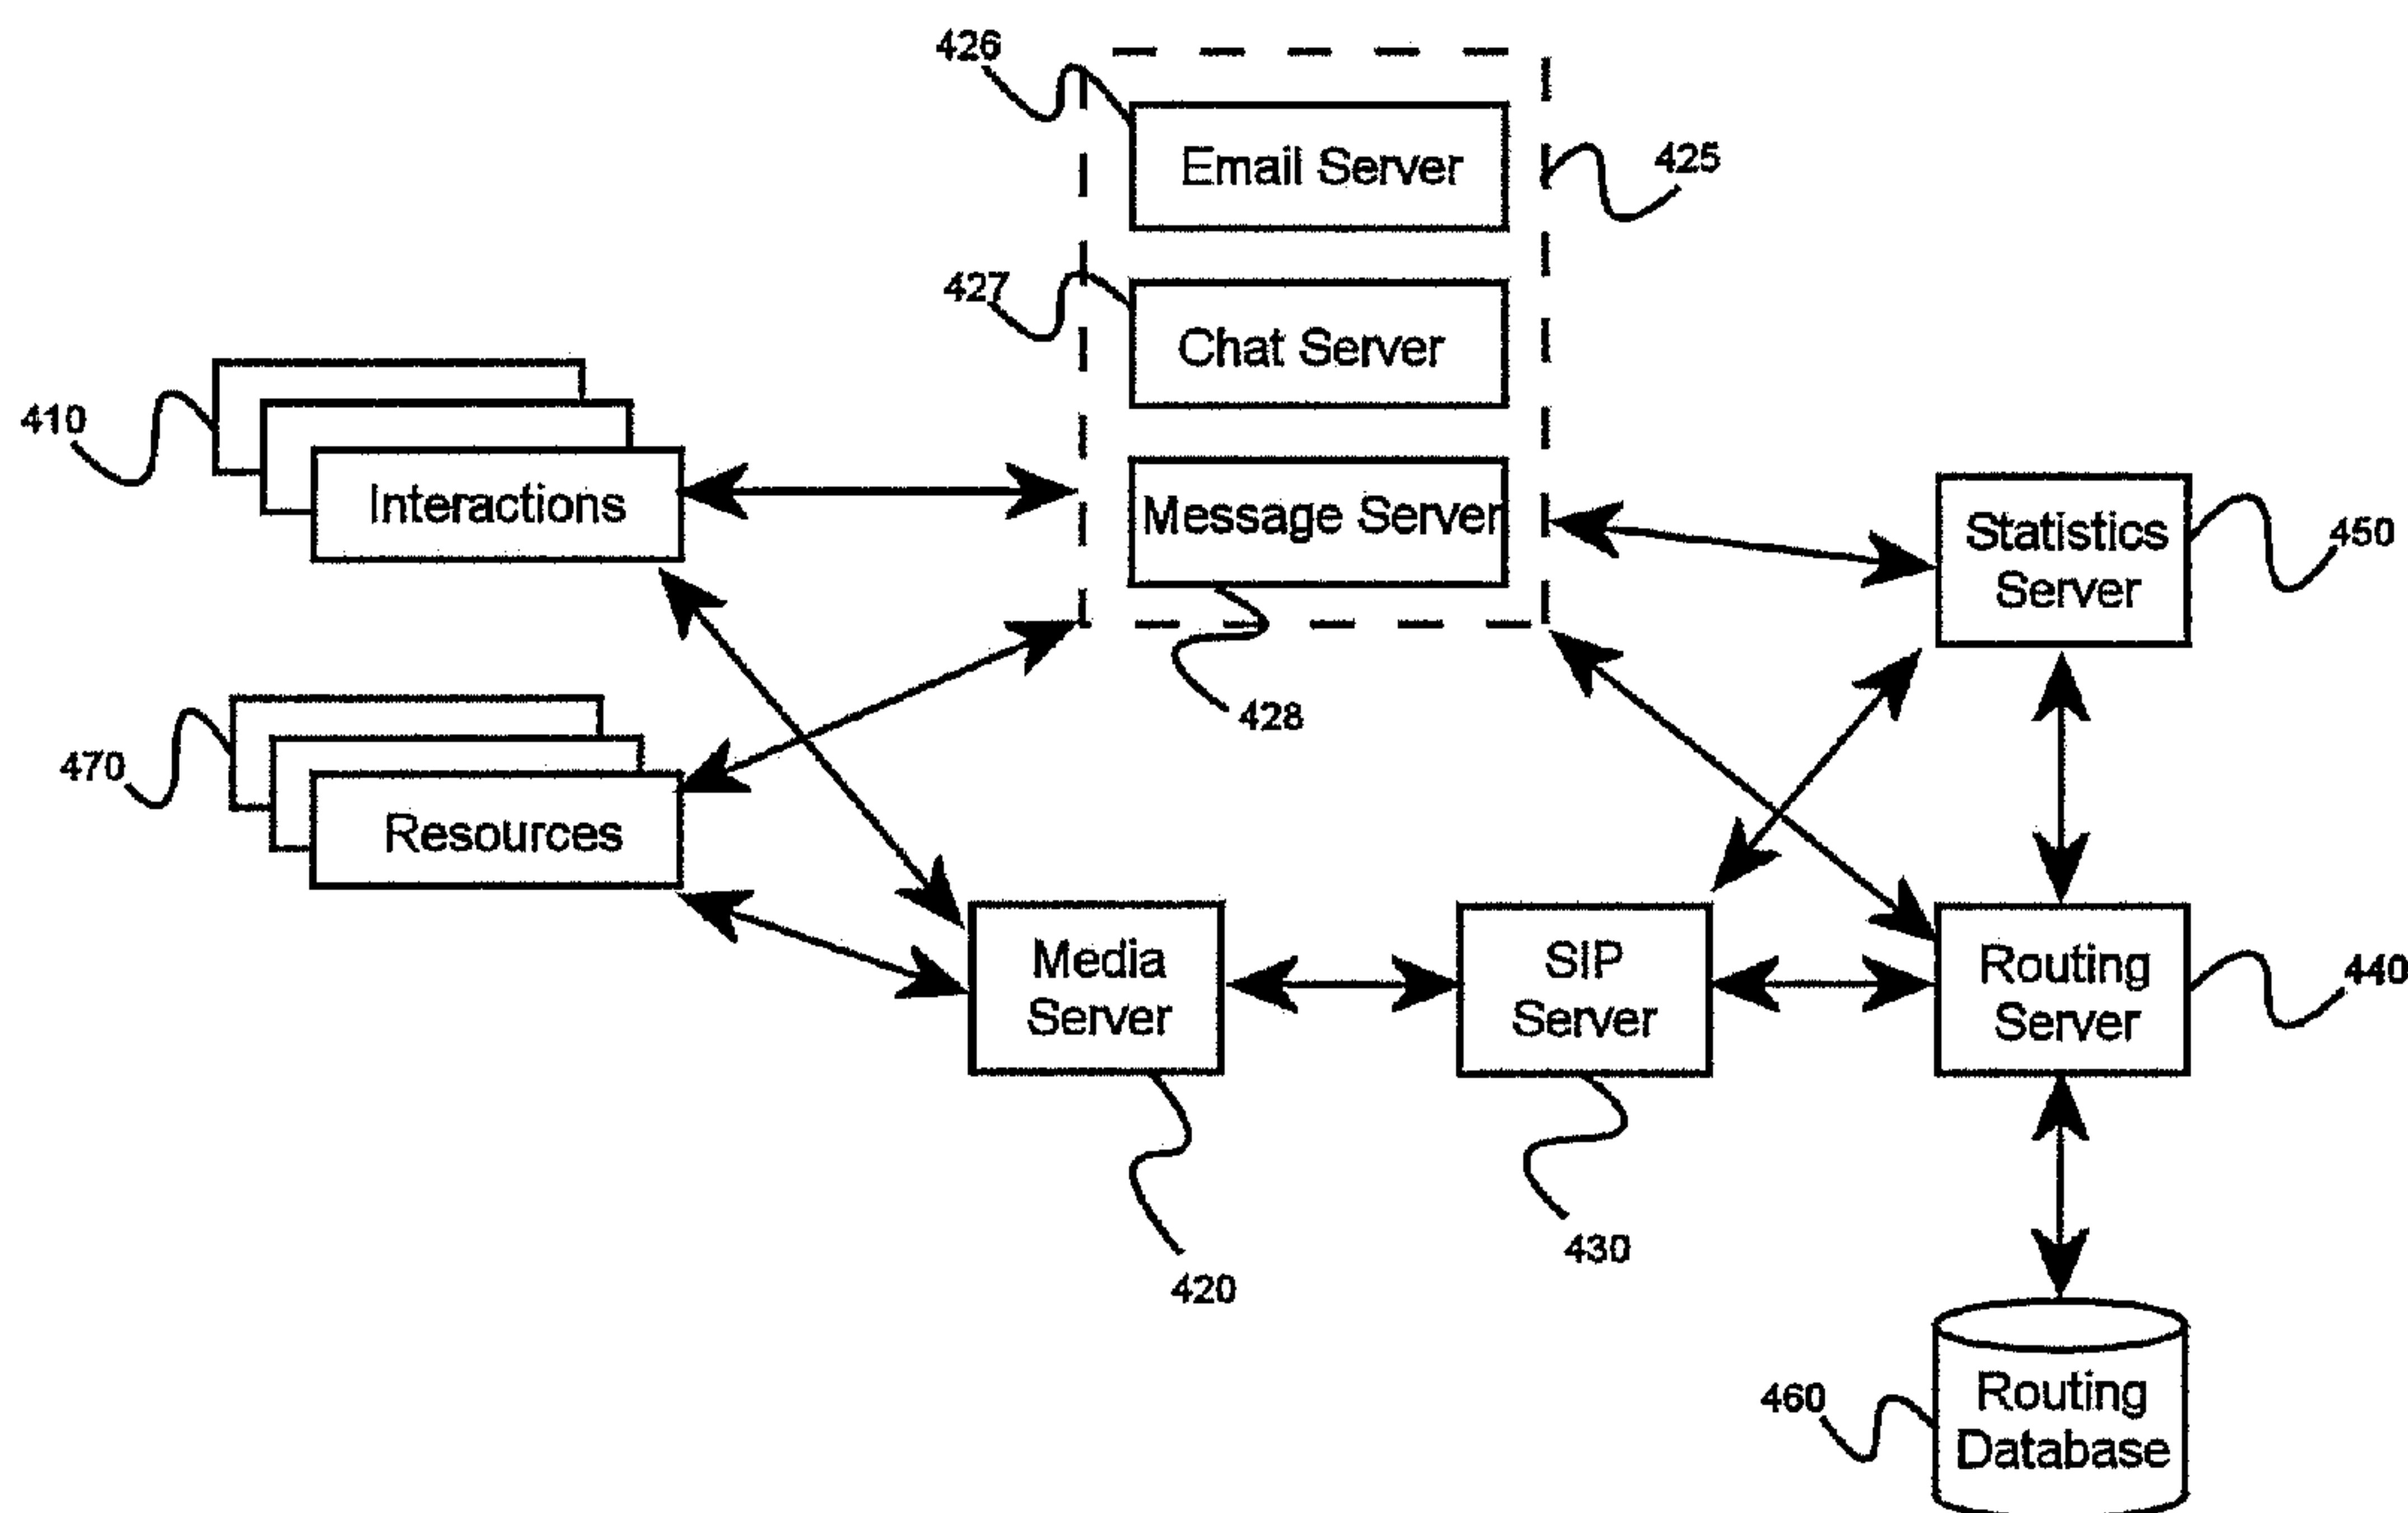 426
Email Server
425
427
Chat Server
410
Interactions
Message Server
Statistics
Server
450
428
470
Resources
Media
Server
SIP
Server
Routing
Server
440
430
420
460
Routing
Database